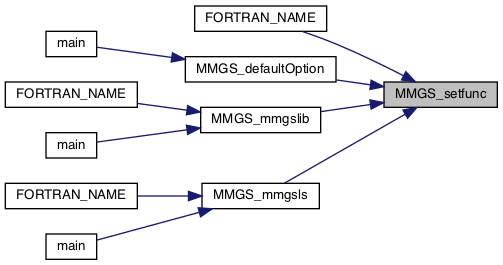 FORTRAN_NAME
main
MMGS_defaultOption
FORTRAN_NAME
MMGS_setfunc
MMGS_mmgslib
main
FORTRAN_NAME
MMGS_mmgsls
main